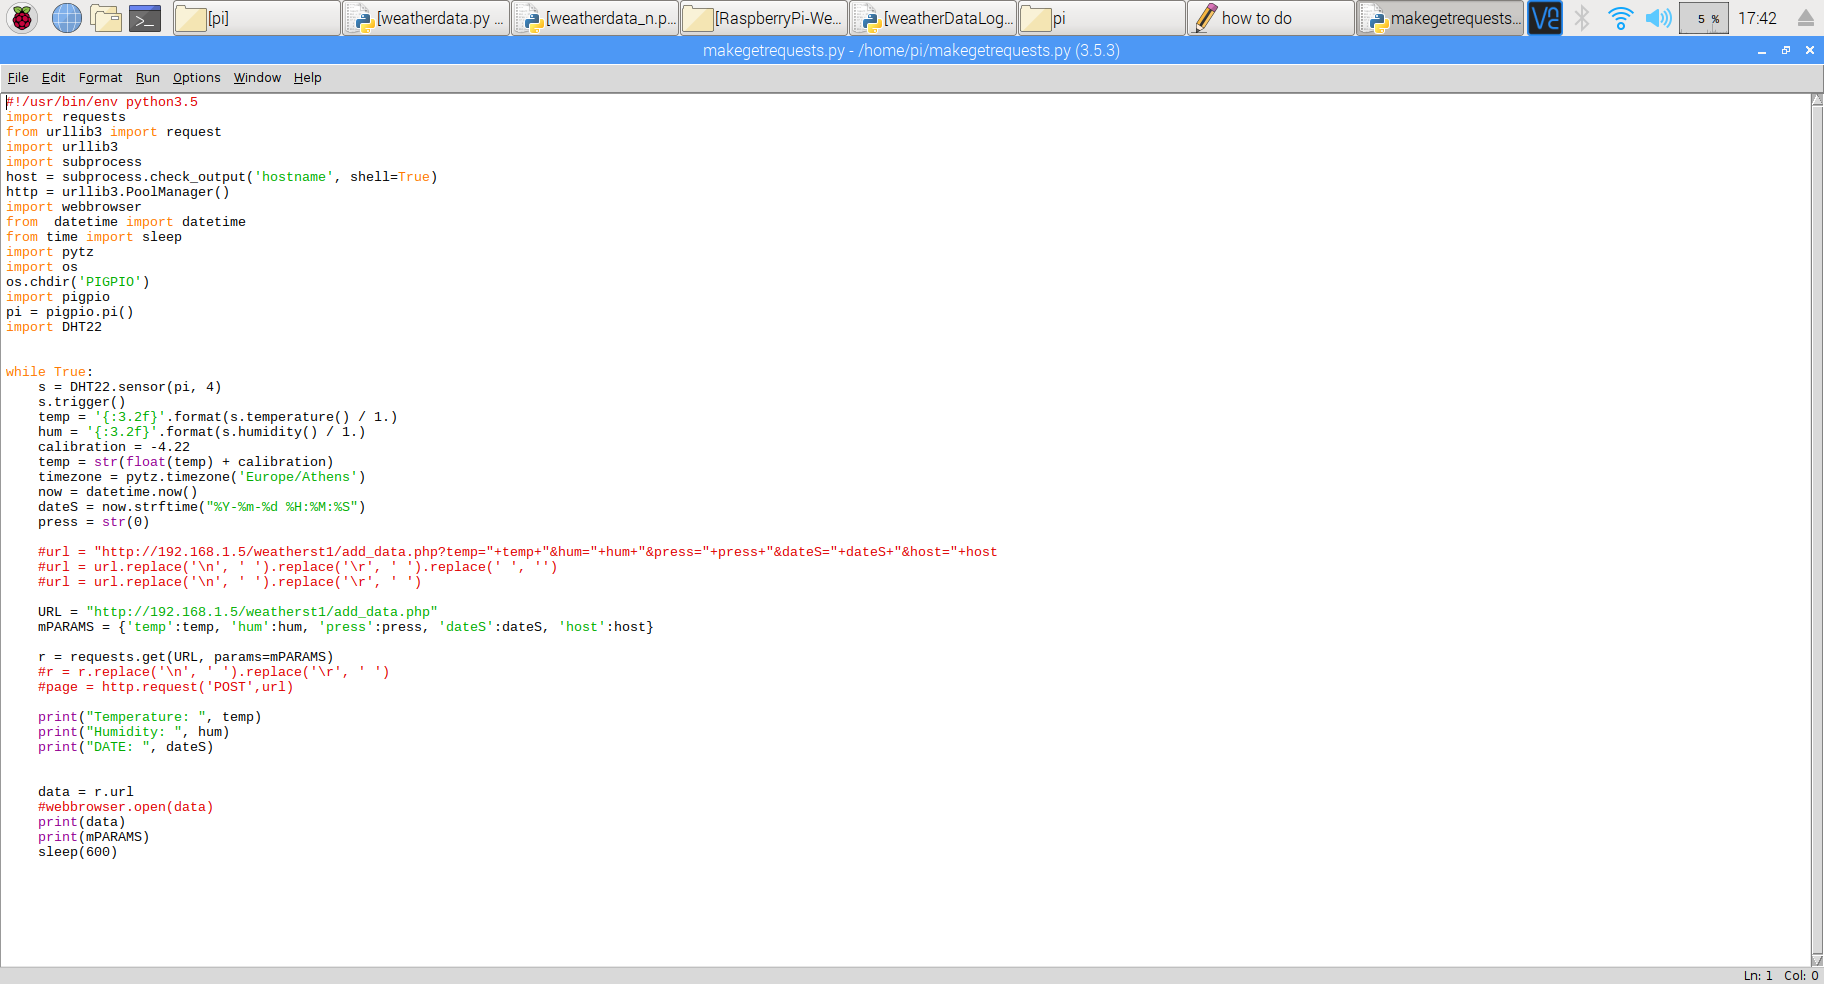 [pi]
[weatherdata.py ...
[weatherdata_n.p...
[RaspberryPi-We...
[weatherDataLog...
pi
how to do
makegetrequests...
5 %
17:42
makegetrequests.py - /home/pi/makegetrequests.py (3.5.3)
File Edit Format Run Options Window Help
#!/usr/bin/env python3.5
import requests
from urllib3 import request
import urllib3
import subprocess
host = subprocess.check_output('hostname', shell=True)
http = urllib3.PoolManager()
import webbrowser
from  datetime import datetime
from time import sleep
import pytz
import os
os.chdir('PIGPIO')
import pigpio
pi = pigpio.pi()
import DHT22
while True:
    s = DHT22.sensor(pi, 4)
    s.trigger()
    temp = '{:3.2f}'.format(s.temperature() / 1.)
    hum = '{:3.2f}'.format(s.humidity() / 1.)
    calibration = -4.22
    temp = str(float(temp) + calibration)
    timezone = pytz.timezone('Europe/Athens')
    now = datetime.now()
    dateS = now.strftime("%Y-%m-%d %H:%M:%S")
    press = str(0)
    #url = "http://192.168.1.5/weatherst1/add_data.php?temp="+temp+"&hum="+hum+"&press="+press+"&dateS="+dateS+"&host="+host
    #url = url.replace('\n', ' ').replace('\r', ' ').replace(' ', '')
    #url = url.replace('\n', ' ').replace('\r', ' ')
    URL = "http://192.168.1.5/weatherst1/add_data.php"
    mPARAMS = {'temp':temp, 'hum':hum, 'press':press, 'dateS':dateS, 'host':host}
    r = requests.get(URL, params=mPARAMS)
    #r = r.replace('\n', ' ').replace('\r', ' ')
    #page = http.request('POST',url)
    print("Temperature: ", temp)
    print("Humidity: ", hum)
    print("DATE: ", dateS)
    data = r.url
    #webbrowser.open(data)
    print(data)
    print(mPARAMS)
    sleep(600)
Ln: 1 Col: 0